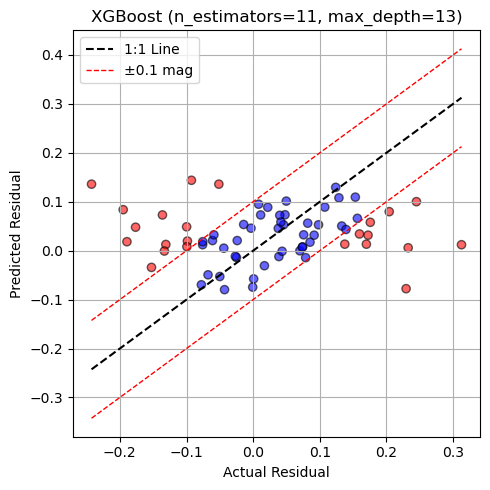 XGBoost (n_estimators=11, max_depth=13)
1:1 Line
±0.1 mag
0.4
0.3
0.2
0.1
0.0
−0.1
−0.2
−0.3
Predicted Residual
−0.2
−0.1
0.0
0.1
0.2
0.3
Actual Residual